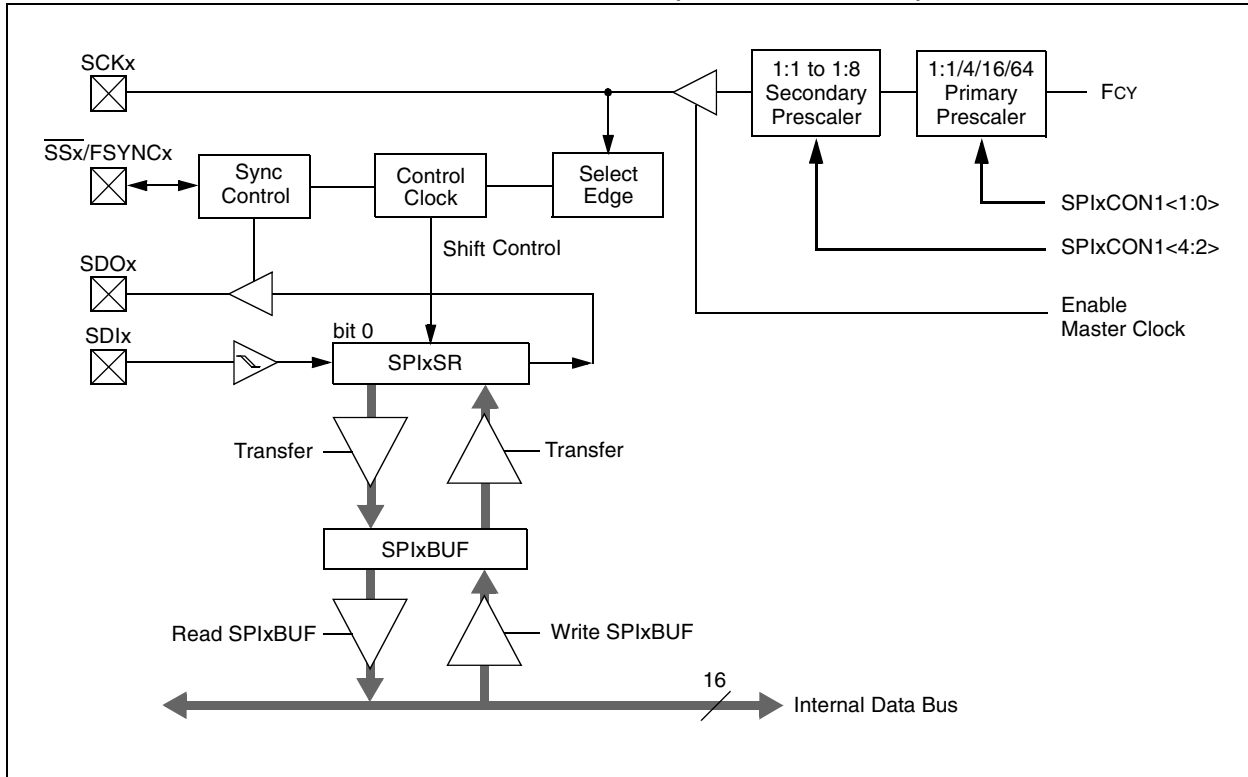 SCKx
1:1 to 1:8
Secondary
Prescaler
1:1/4/16/64
Primary
Prescaler
FCY
SSx/FSYNCx
Sync
Control
Control
Clock
Select
Edge
SPIxCON1<1:0>
Shift Control
SPIxCON1<4:2>
SDOx
Enable
Master Clock
SDIx
bit 0
SPIxSR
Transfer
Transfer
SPIxBUF
Read SPIxBUF
Write SPIxBUF
16
Internal Data Bus